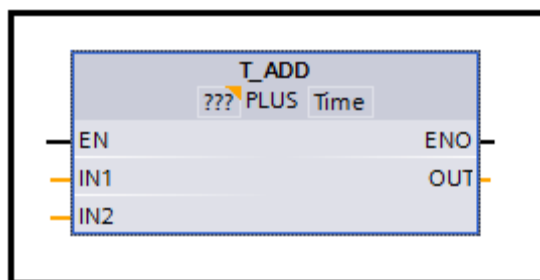 T_ADD
??? PLUS Time
EN ENO
IN1 OUT
IN2